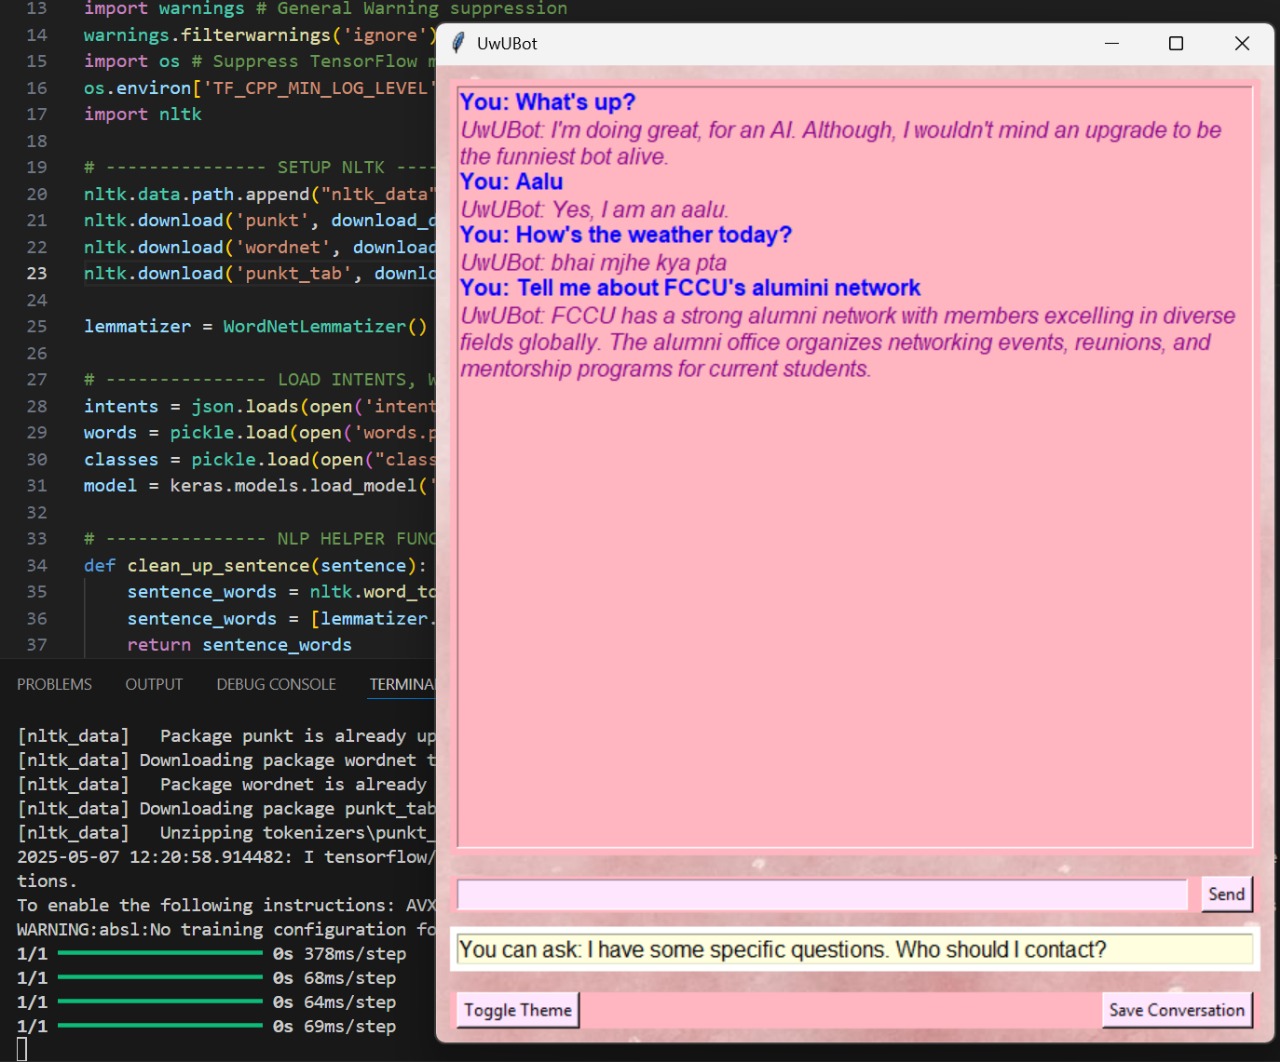 13 import warnings # General Warning suppression
14 warnings.filterwarnings('ignore')
15 import os # Suppress TensorFlow
16 os.environ['TF_CPP_MIN_LOG_LEVEL'
17 import nltk
18
19 # --------------- SETUP NLTK ----
20 nltk.data.path.append("nltk_data"
21 nltk.download('punkt', download_d
22 nltk.download('wordnet', download
23 nltk.download('punkt_tab', downlo
24
25 lemmatizer = WordNetLemmatizer()
26
27 # --------------- LOAD INTENTS, W
28 intents = json.loads(open('intent
29 words = pickle.load(open('words.p
30 classes = pickle.load(open("class
31 model = keras.models.load_model('
32
33 # --------------- NLP HELPER FUNC
34 def clean_up_sentence(sentence):
35 sentence_words = nltk.word_to
36 sentence_words = [lemmatizer.
37 return sentence_words
PROBLEMS OUTPUT DEBUG CONSOLE TERMINA
[nltk_data] Package punkt is already up
[nltk_data] Downloading package wordnet t
[nltk_data] Package wordnet is already
[nltk_data] Downloading package punkt_tab
[nltk_data] Unzipping tokenizers\punkt_
2025-05-07 12:20:58.914482: I tensorflow/
tions.
To enable the following instructions: AVX
WARNING:absl:No training configuration fo
1/1 0s 378ms/step
1/1 0s 68ms/step
1/1 0s 64ms/step
1/1 0s 69ms/step
UwUBot
You: What's up?
UwUBot: I'm doing great, for an AI. Although, I wouldn't mind an upgrade to be
the funniest bot alive.
You: Aalu
UwUBot: Yes, I am an aalu.
You: How's the weather today?
UwUBot: bhai mjhe kya pta
You: Tell me about FCCU's alumini network
UwUBot: FCCU has a strong alumni network with members excelling in diverse
fields globally. The alumni office organizes networking events, reunions, and
mentorship programs for current students.
Send
You can ask: I have some specific questions. Who should I contact?
Toggle Theme
Save Conversation